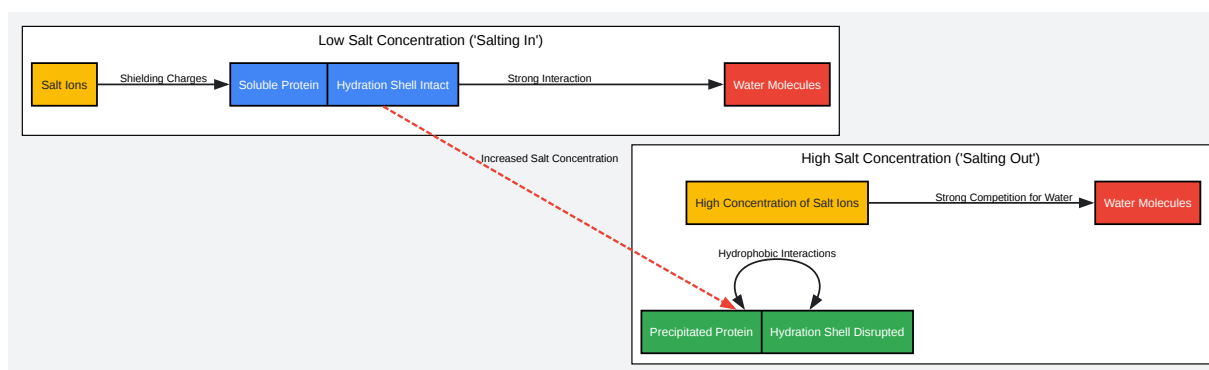 Low Salt Concentration ('Salting In')
Salt Ions
Shielding Charges
Soluble Protein
Hydration Shell Intact
Strong Interaction
Water Molecules
Increased Salt Concentration
High Salt Concentration ('Salting Out')
High Concentration of Salt Ions
Strong Competition for Water
Water Molecules
Hydrophobic Interactions
Precipitated Protein
Hydration Shell Disrupted